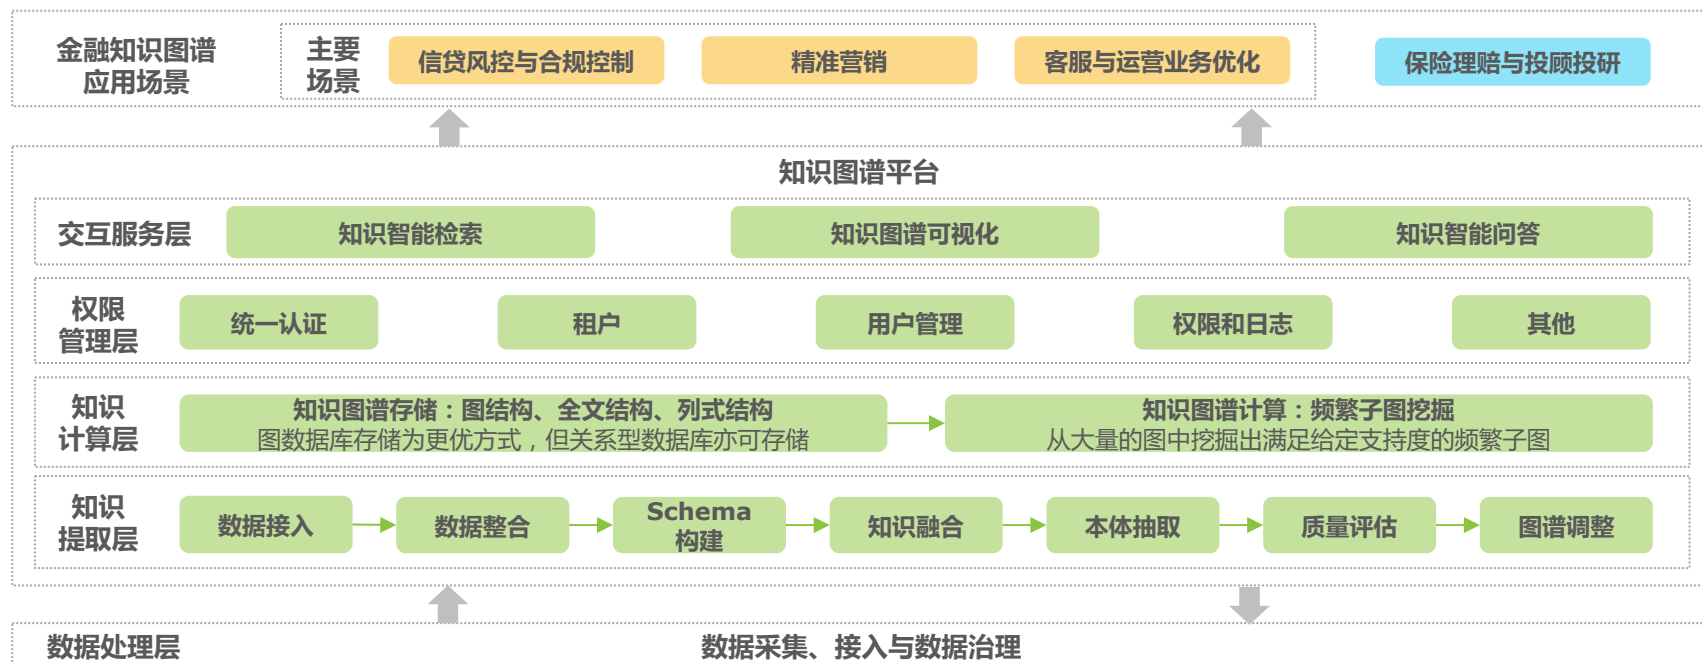 金融知识图谱
应用场景
主要
场景
信贷风控与合规控制
精准营销
客服与运营业务优化
保险理赔与投顾投研
知识图谱平台
交互服务层
知识智能检索
知识图谱可视化
知识智能问答
权限
管理层
统一认证
租户
用户管理
权限和日志
其他
知识
计算层
知识图谱存储：图结构、全文结构、列式结构
图数据库存储为更优方式，但关系型数据库亦可存储
知识图谱计算：频繁子图挖掘
从大量的图中挖掘出满足给定支持度的频繁子图
知识
提取层
数据接入
数据整合
Schema
构建
知识融合
本体抽取
质量评估
图谱调整
数据处理层
数据采集、接入与数据治理